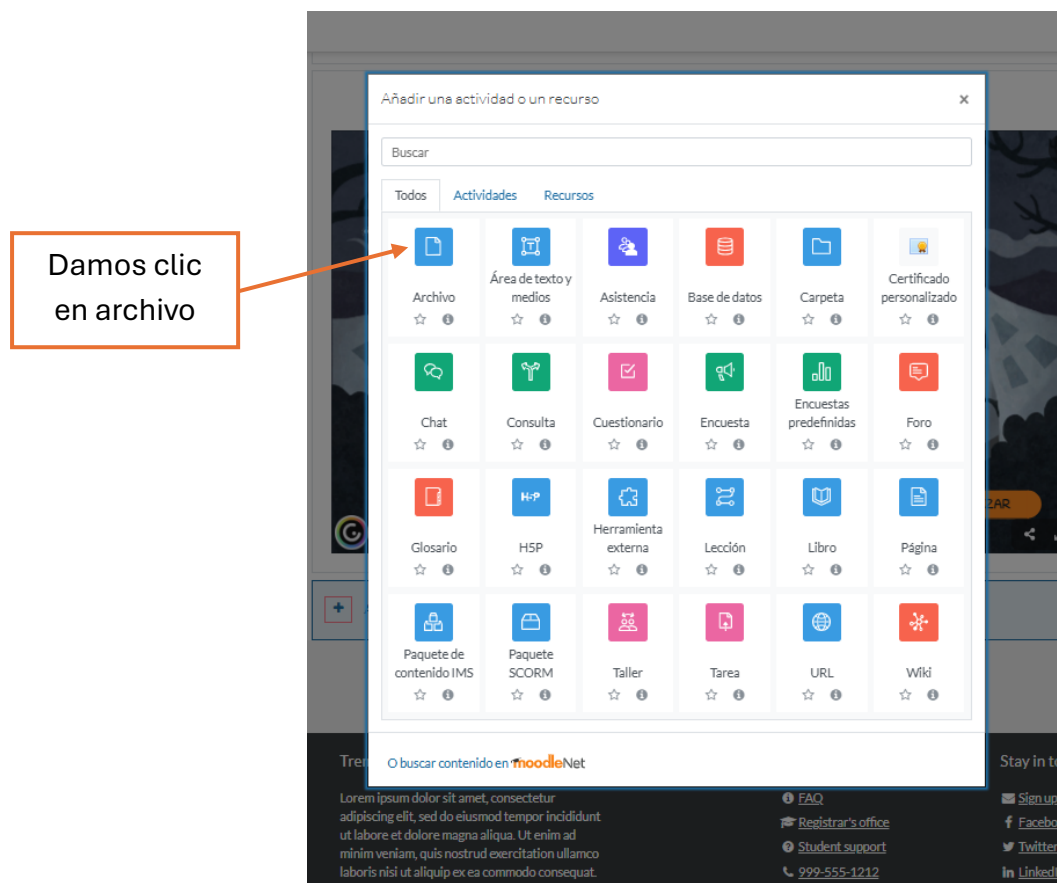 Añadir una actividad o un recurso
×
Buscar
Todos Actividades Recursos
Damos clic
en archivo
Archivo
Área de texto y
medios
Asistencia
Base de datos
Carpeta
Certificado
personalizado
Chat
Consulta
Cuestionario
Encuesta
Encuestas
predefinidas
Foro
Glosario
H5P
H5P
Herramienta
externa
Lección
Libro
Página
ZAR
Paquete de
contenido IMS
Paquete
SCORM
Taller
Tarea
URL
Wiki
O buscar contenido en moodleNet
Stay in
Lorem ipsum dolor sit amet, consectetur
adipiscing elit, sed do eiusmod tempor incididunt
ut labore et dolore magna aliqua. Ut enim ad
minim veniam, quis nostrud exercitation ullamco
laboris nisi ut aliquip ex ea commodo consequat.
FAQ
Registrar's office
Student support
999-555-1212
Sign up
Facebo
Twitter
Linked